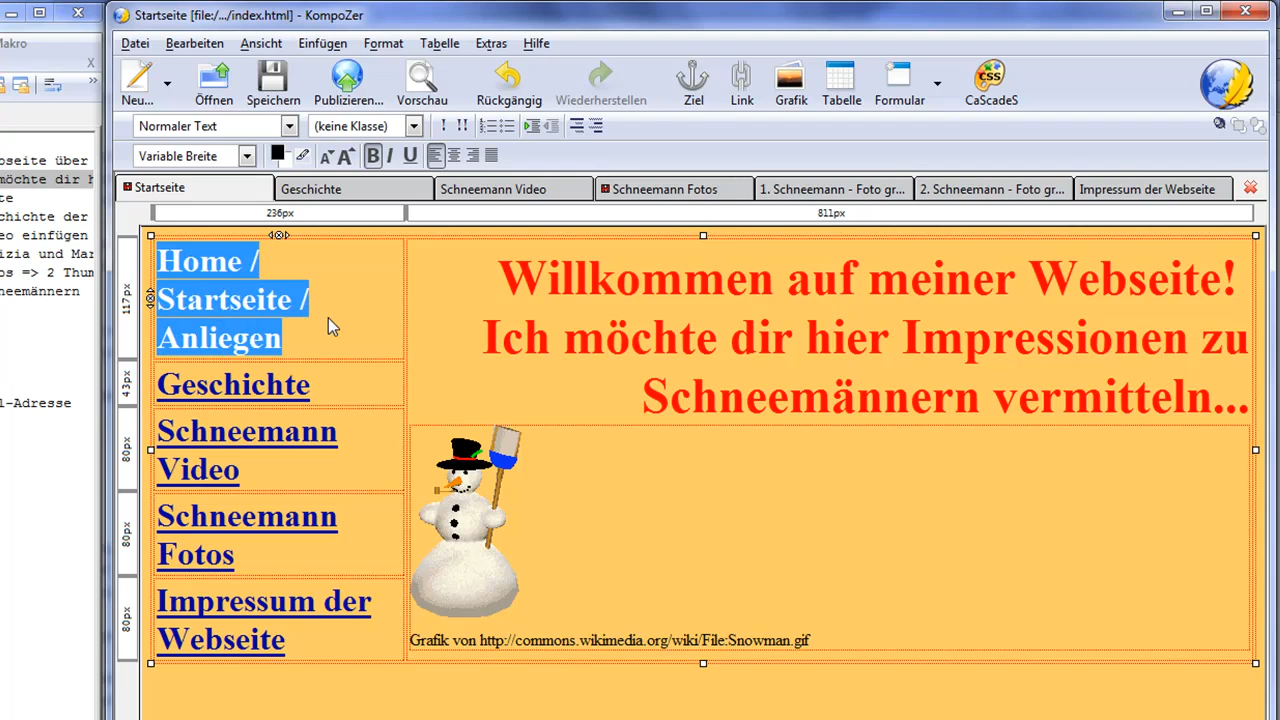 Startseite [file:/.../index.html] - KompoZer
Makro
Datei Bearbeiten Ansicht Einfügen Format Tabelle Extras Hilfe
Neu... Öffnen Speichern Publizieren... Vorschau Rückgängig Wiederherstellen Ziel Link Grafik Tabelle Formular CaScadeS
CSS
Normaler Text (keine Klasse)
Variable Breite B I U
Startseite Geschichte Schneemann Video Schneemann Fotos 1. Schneemann - Foto gr... 2. Schneemann - Foto gr... Impressum der Webseite
236px 811px
117px
43px
80px
80px
80px
oseite über
möchte dir h
te
schichte der
eo einfügen
izia und Mar
os => 2 Thum
neemännern
l-Adresse
Home /
Startseite /
Anliegen
Geschichte
Schneemann
Video
Schneemann
Fotos
Impressum der
Webseite
Willkommen auf meiner Webseite!
Ich möchte dir hier Impressionen zu
Schneemännern vermitteln...
Grafik von http://commons.wikimedia.org/wiki/File:Snowman.gif